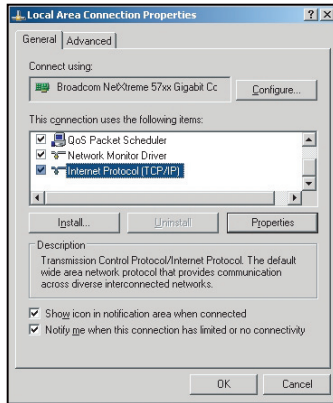 Local Area Connection Properties
General Advanced
Connect using:
Broadcom NetXtreme 57xx Gigabit Cc Configure...
This connection uses the following items:
QoS Packet Scheduler
Network Monitor Driver
Internet Protocol (TCP/IP)
Install... Uninstall Properties
Description
Transmission Control Protocol/Internet Protocol. The default
wide area network protocol that provides communication
across diverse interconnected networks.
Show icon in notification area when connected
Notify me when this connection has limited or no connectivity
OK Cancel